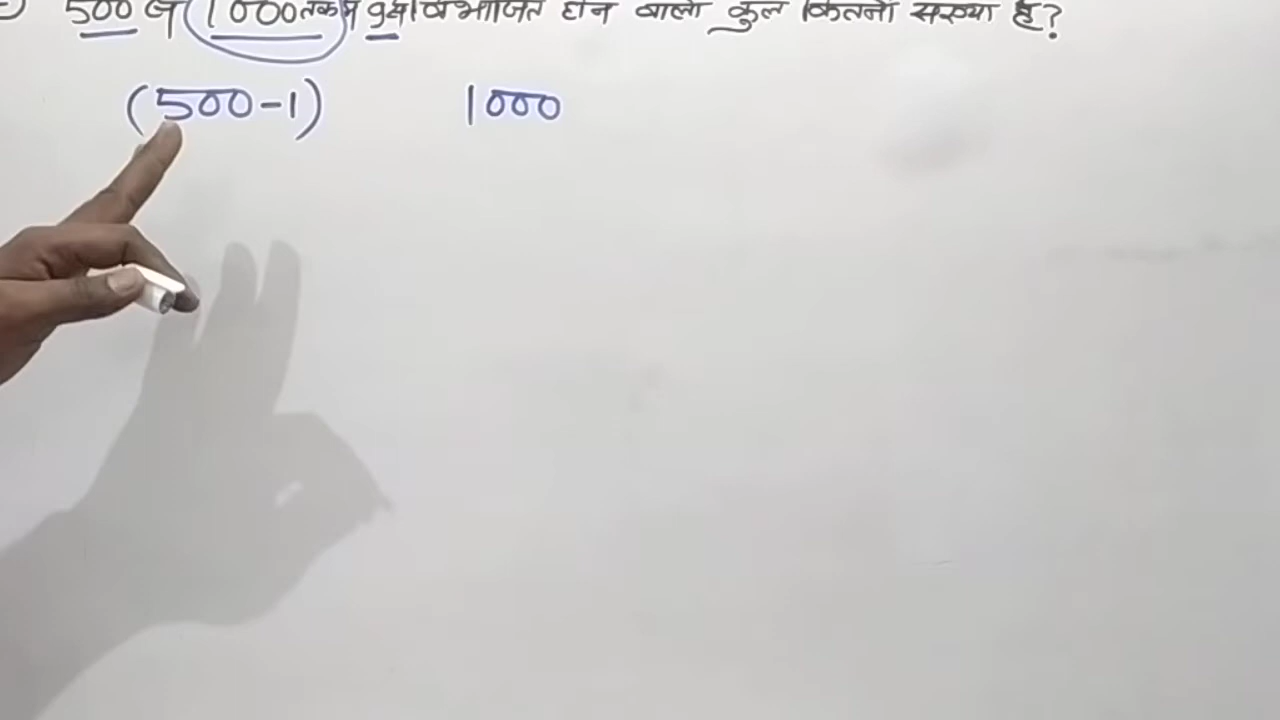 500 व 1000 तक में 9 से विभाजित होने वाली कुल कितनी संख्या है?
(500-1) 1000